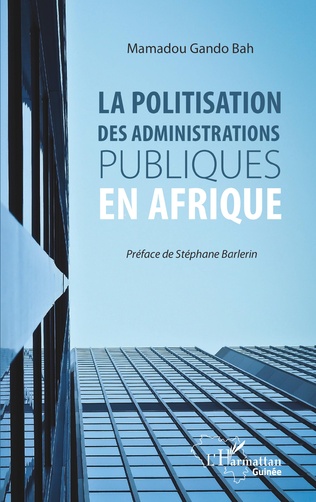 Mamadou Gando Bah
LA POLITISATION
DES ADMINISTRATIONS
PUBLIQUES
EN AFRIQUE
Préface de Stéphane Barlerin
L'Harmattan
Guinée